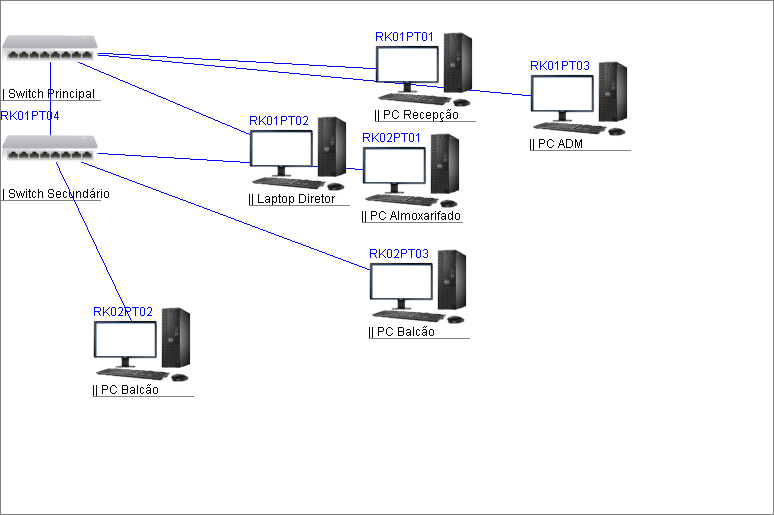 RK01PT01
|| PC Recepção
RK01PT03
|| PC ADM
| Switch Principal
RK01PT04
RK01PT02
|| Laptop Diretor
RK02PT01
|| PC Almoxarifado
| Switch Secundário
RK02PT03
|| PC Balcão
RK02PT02
|| PC Balcão